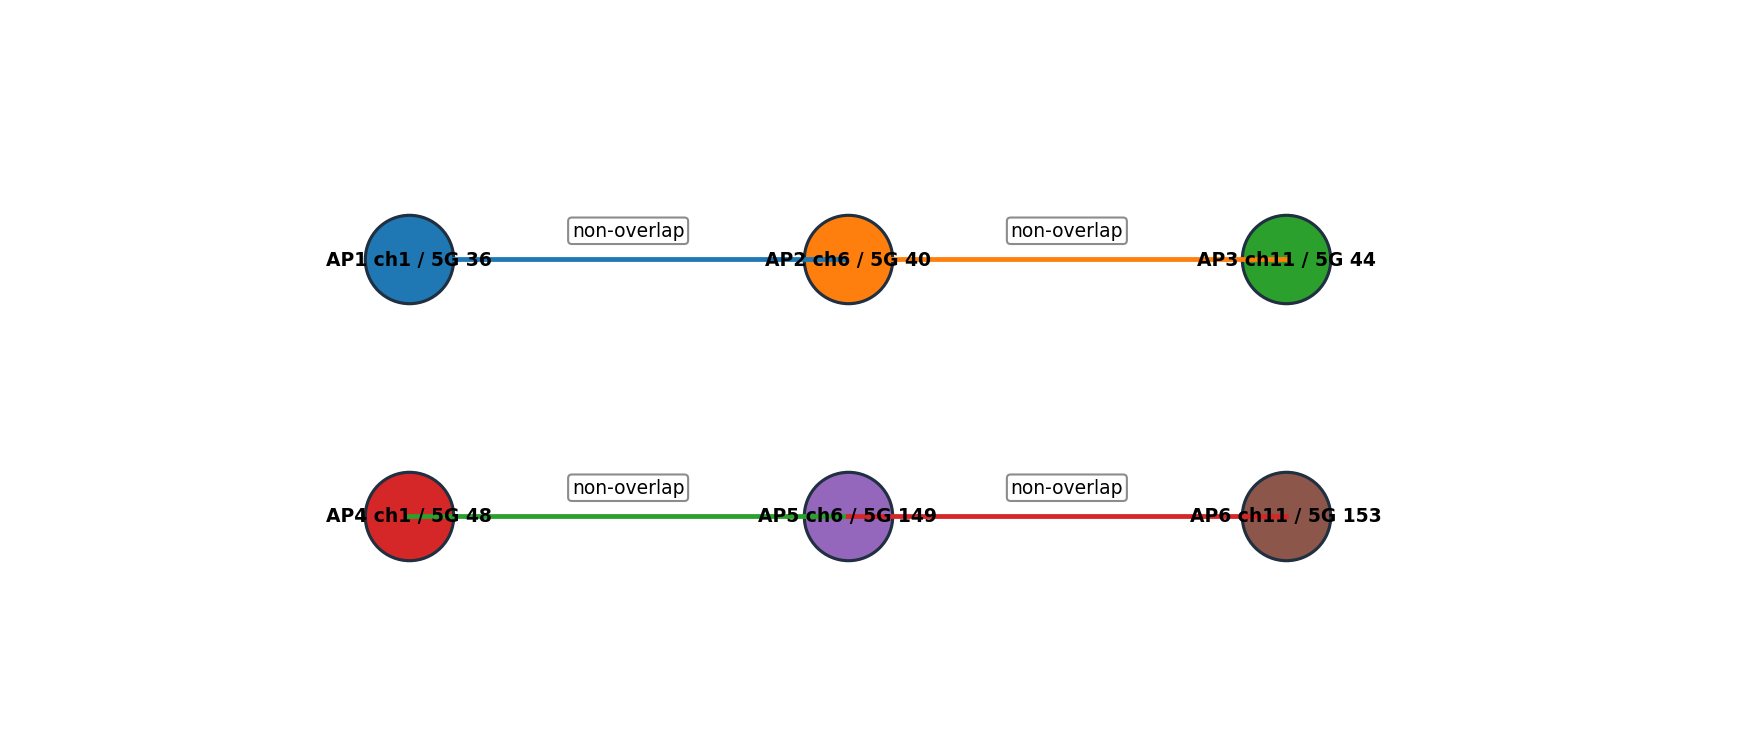 non-overlap
non-overlap
AP1 ch1 / 5G 36
AP2 ch6 / 5G 40
AP3 ch11 / 5G 44
non-overlap
non-overlap
AP4 ch1 / 5G 48
AP5 ch6 / 5G 149
AP6 ch11 / 5G 153